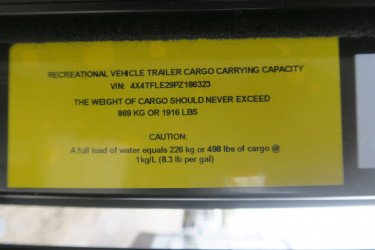 RECREATIONAL VEHICLE TRAILER CARGO CARRYING CAPACITY
VIN: 4X4TFLE29PZ186323
THE WEIGHT OF CARGO SHOULD NEVER EXCEED
869 KG OR 1916 LBS
CAUTION:
A full load of water equals 226 kg or 498 lbs of cargo @
1kg/L (8.3 lb per gal)